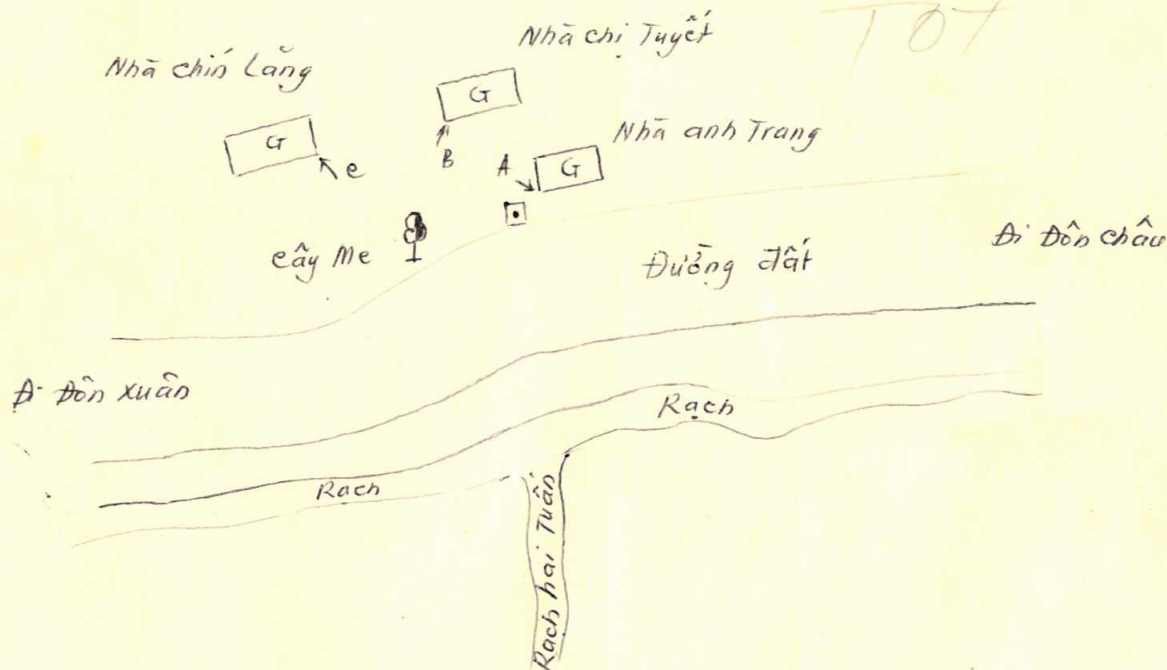 Nhà chị Tuyết
TỐT
Nhà chín Lăng
G
Nhà anh Trang
G
B
A
G
e
cây Me
Đường đất
Đi Đôn châu
Đi Đôn xuân
Rạch
Rạch
Rạch hai Tuấn